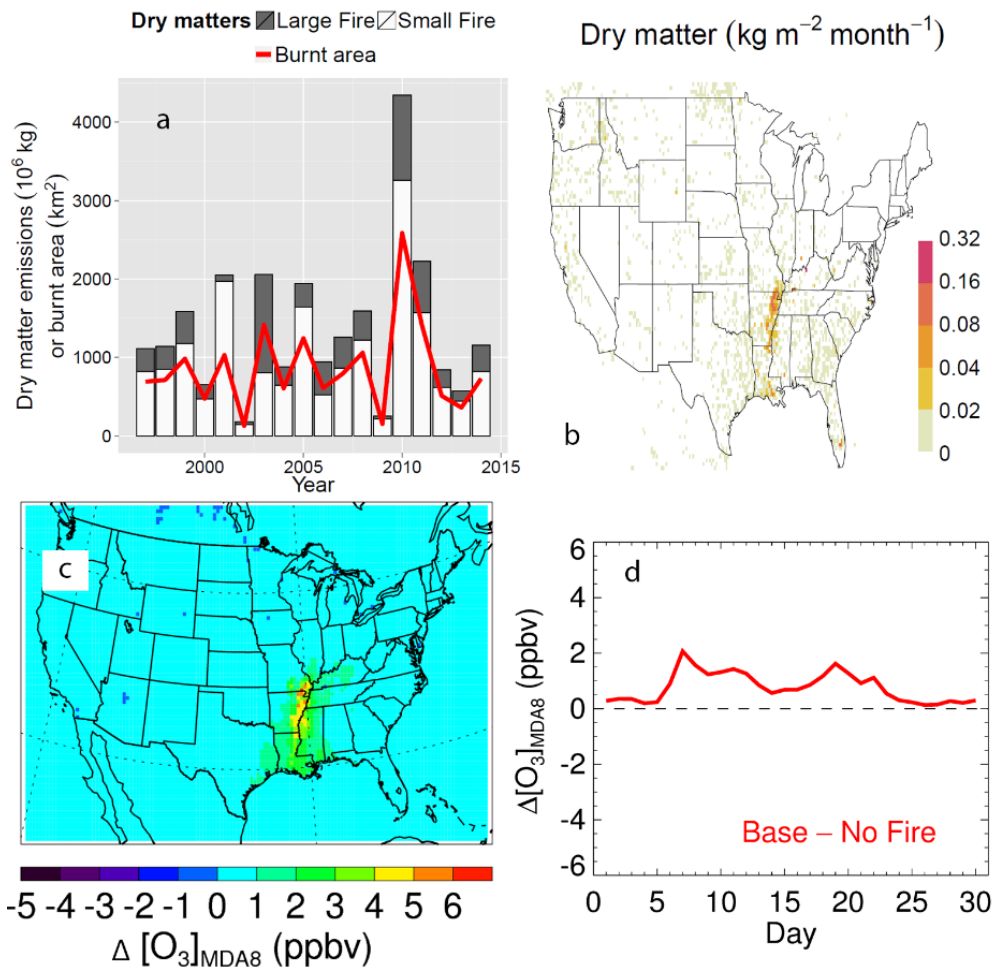 Dry matters Large Fire Small Fire
Burnt area
Dry matter emissions (10⁶ kg)
or burnt area (km²)
a
4000
3000
2000
1000
0
2000 2005 2010 2015
Year
Dry matter (kg m⁻² month⁻¹)
b
0.32
0.16
0.08
0.04
0.02
0
c
-5 -4 -3 -2 -1 0 1 2 3 4 5 6
Δ [O₃]MDA8 (ppbv)
d
Δ[O₃]MDA8 (ppbv)
6
4
2
0
-2
-4
-6
Base – No Fire
0 5 10 15 20 25 30
Day